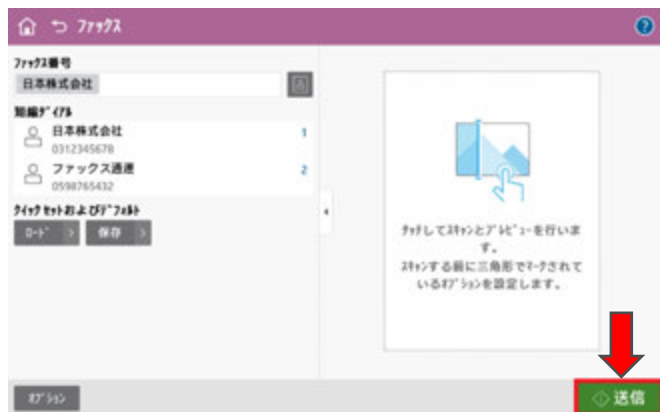 ファックス
ファックス番号
日本株式会社
短縮ダイアル
日本株式会社 1
0312345678
ファックス通達 2
0598765432
クイックセットおよびデフォルト
ロード 保存
タッチしてスキャンとプレビューを行いま
す。
スキャンする前に三角形でマークされて
いるオプションを設定します。
オプション
送信